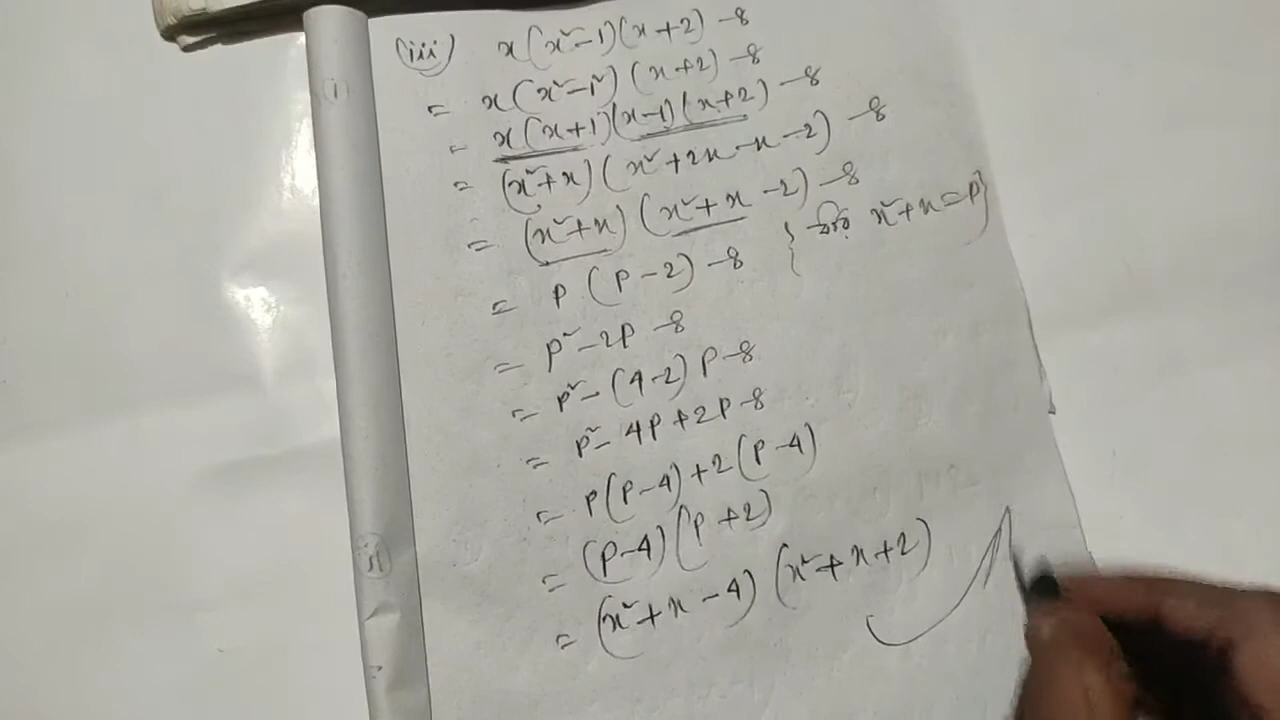 (iii) x(x²-1)(x+2)-8
= x(x²-1²)(x+2)-8
= x(x+1)(x-1)(x+2)-8
= (x²+x)(x²+2x-x-2)-8
= (x²+x)(x²+x-2)-8
{ধরি, x²+x=P}
= P(P-2)-8
= P²-2P-8
= P²-(4-2)P-8
= P²-4P+2P-8
= P(P-4)+2(P-4)
= (P-4)(P+2)
= (x²+x-4)(x²+x+2)